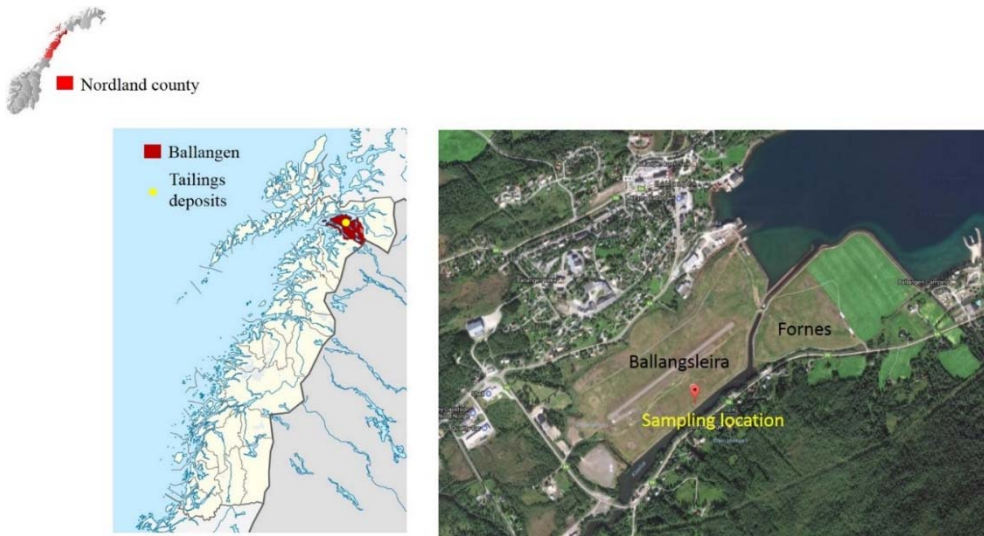 Nordland county
Ballangen
Tailings
deposits
Fornes
Ballangsleira
Sampling location